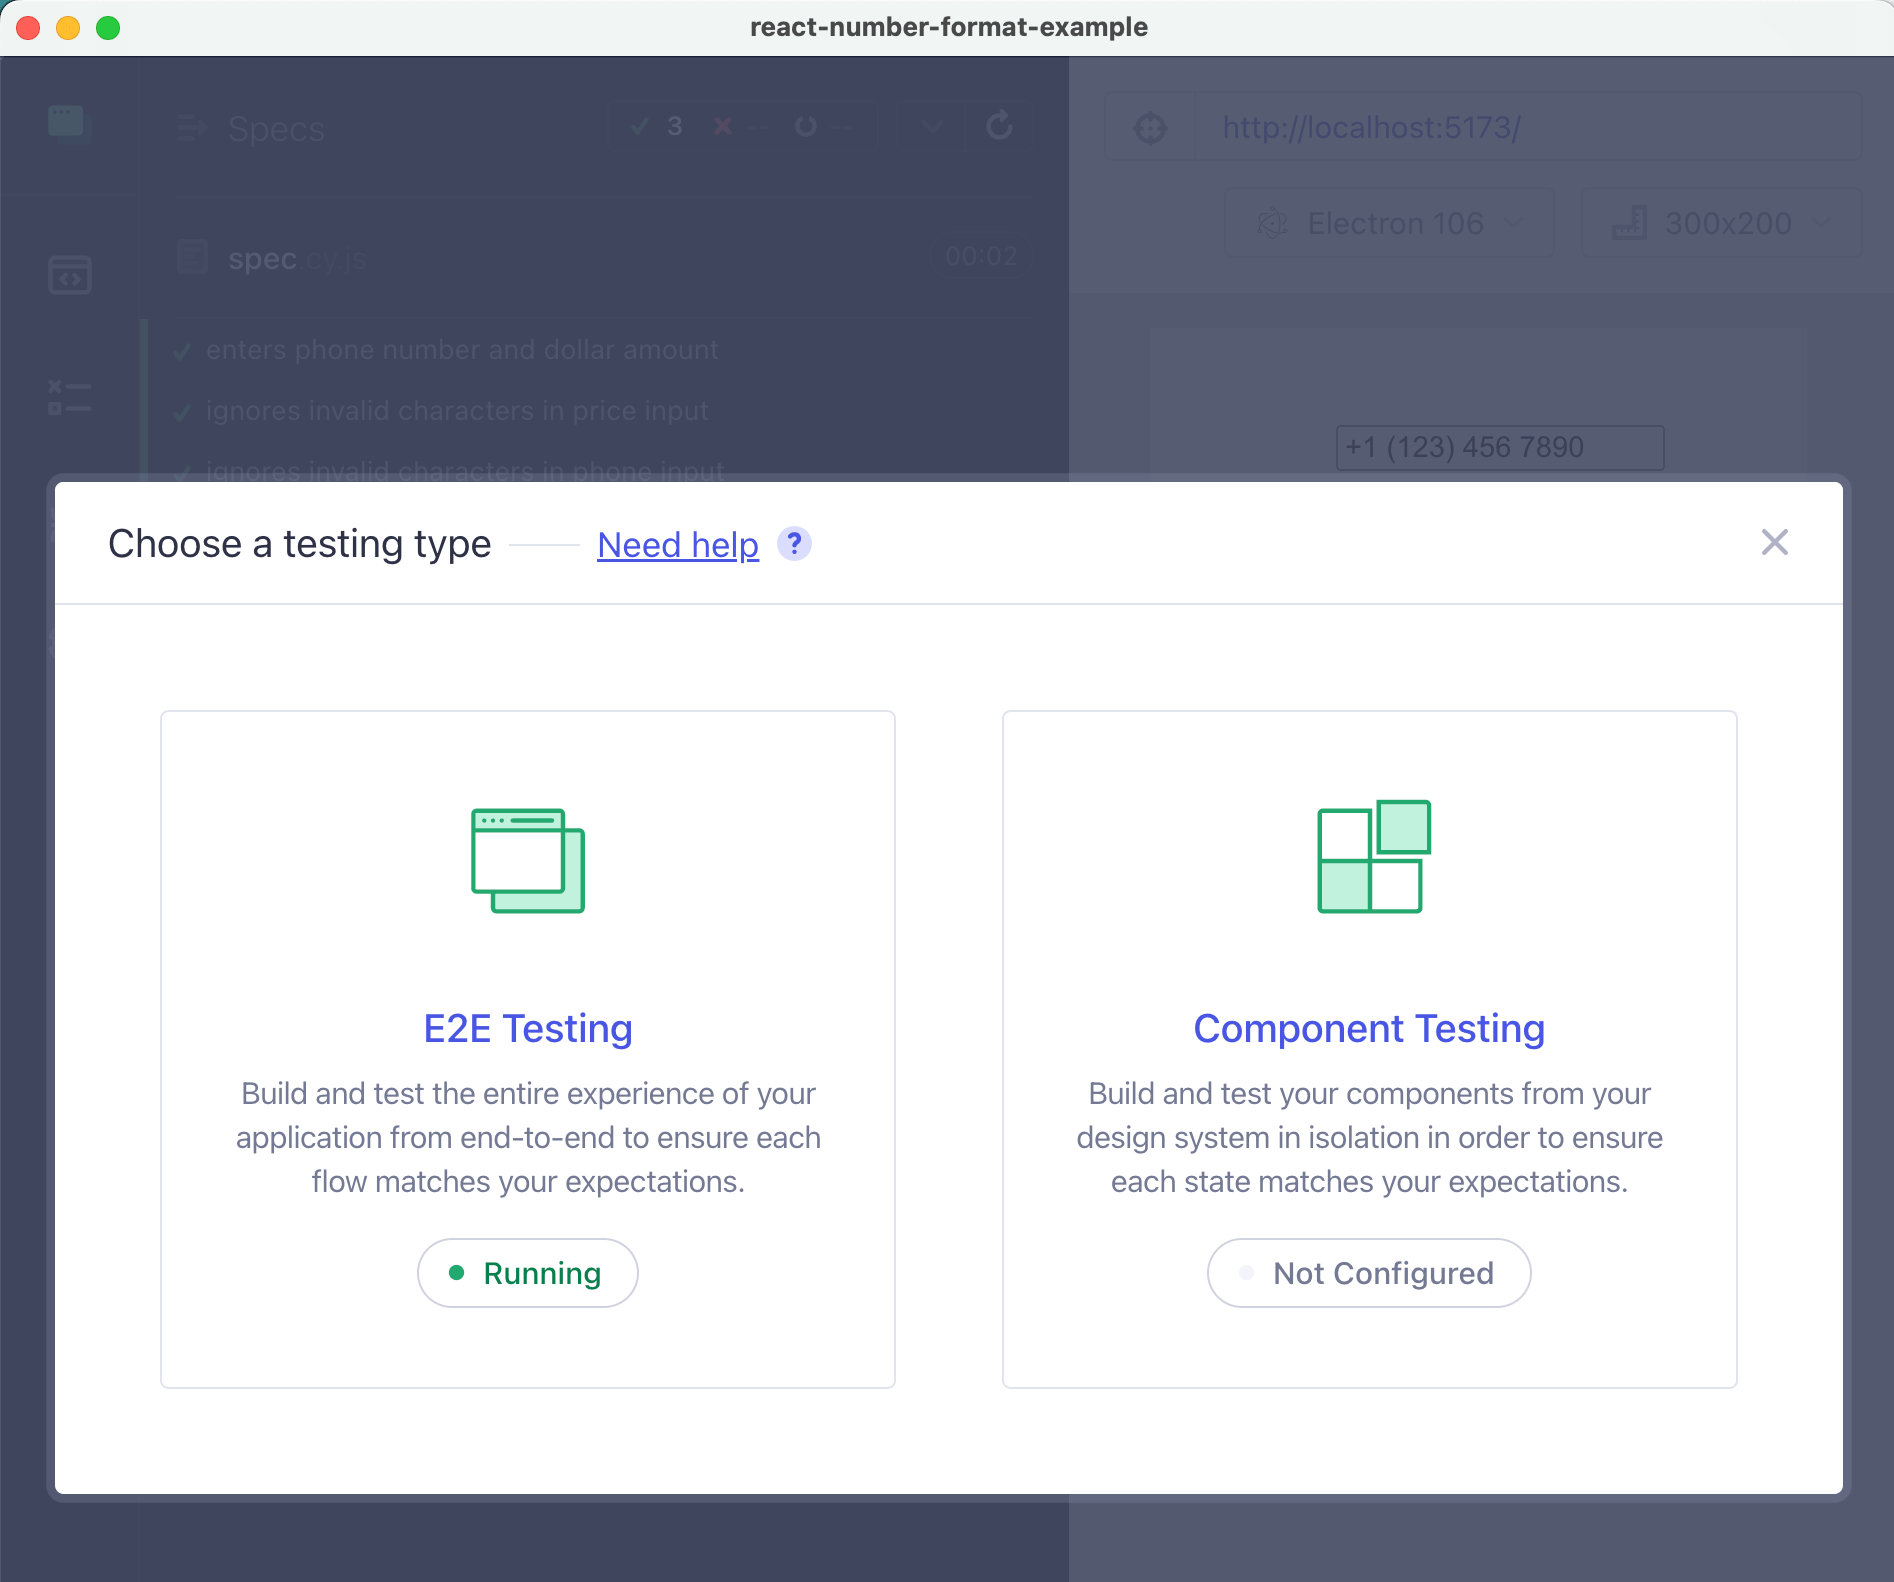 react-number-format-example
Specs
3 -- --
http://localhost:5173/
Electron 106
300x200
spec.cy.js
00:02
enters phone number and dollar amount
ignores invalid characters in price input
ignores invalid characters in phone input
+1 (123) 456 7890
Choose a testing type
Need help
?
E2E Testing
Build and test the entire experience of your
application from end-to-end to ensure each
flow matches your expectations.
Running
Component Testing
Build and test your components from your
design system in isolation in order to ensure
each state matches your expectations.
Not Configured